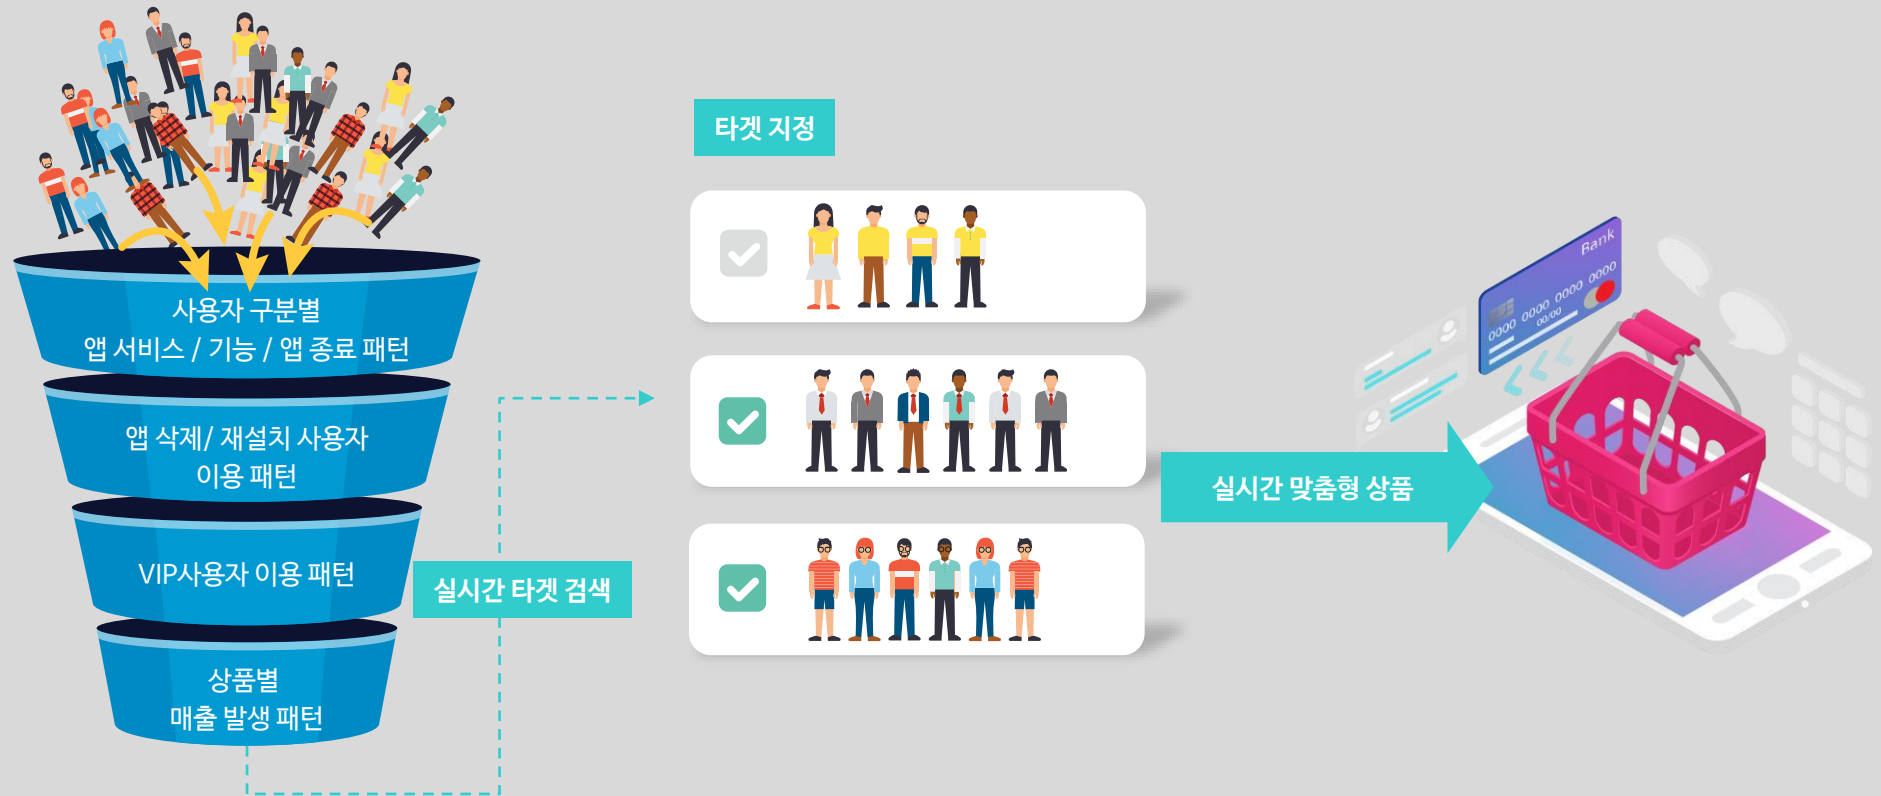 사용자 구분별
앱 서비스 / 기능 / 앱 종료 패턴
앱 삭제/ 재설치 사용자
이용 패턴
VIP사용자 이용 패턴
상품별
매출 발생 패턴
실시간 타겟 검색
타겟 지정
실시간 맞춤형 상품
Bank
0000 0000 0000 0000
00/00